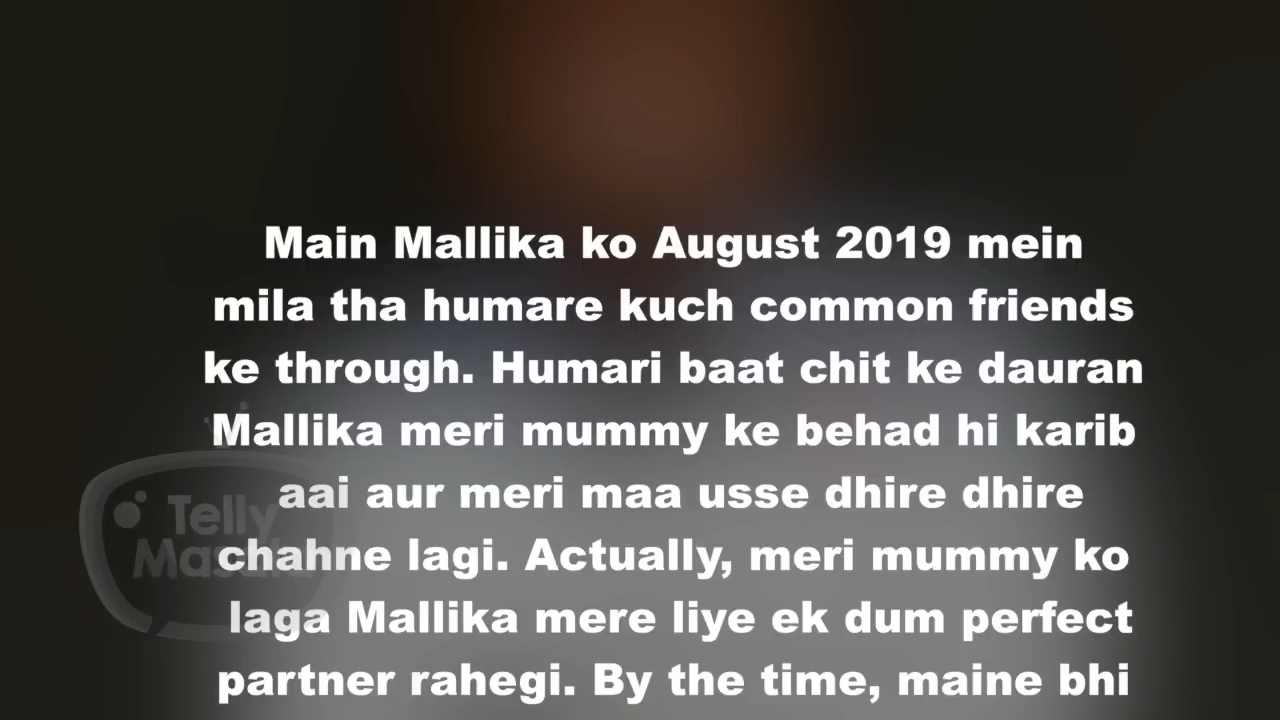 Main Mallika ko August 2019 mein
mila tha humare kuch common friends
ke through. Humari baat chit ke dauran
Mallika meri mummy ke behad hi karib
aai aur meri maa usse dhire dhire
chahne lagi. Actually, meri mummy ko
laga Mallika mere liye ek dum perfect
partner rahegi. By the time, maine bhi
Telly
Masala